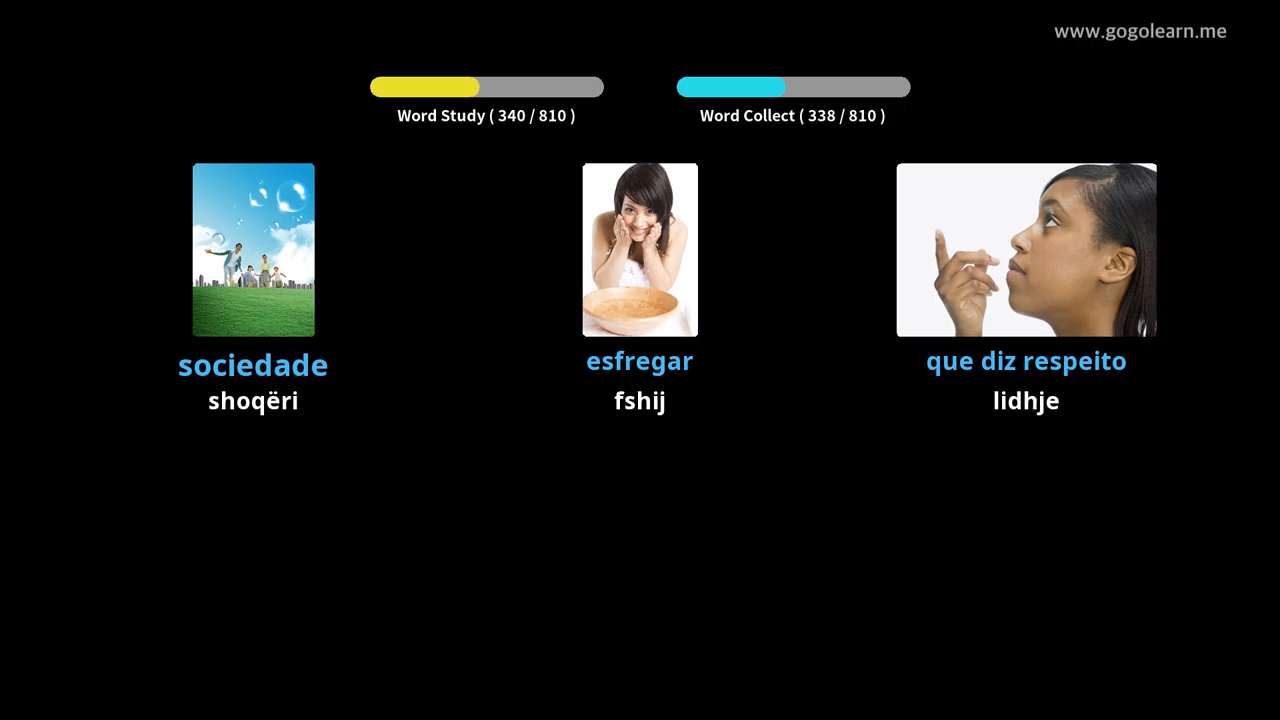 www.gogolearn.me
Word Study ( 340 / 810 )
Word Collect ( 338 / 810 )
sociedade
shoqëri
esfregar
fshij
que diz respeito
lidhje